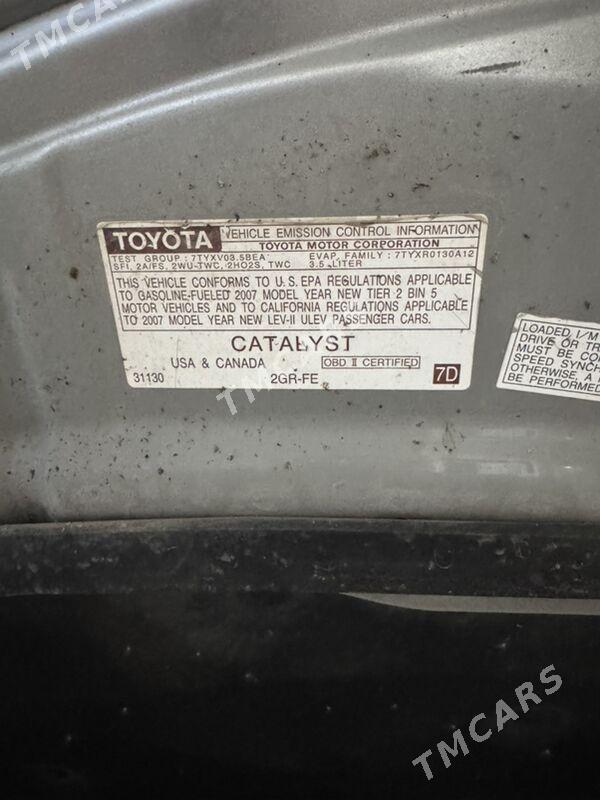 TMCARS
TOYOTA VEHICLE EMISSION CONTROL INFORMATION
TOYOTA MOTOR CORPORATION
TEST GROUP : 7TYXV03.5BEA EVAP. FAMILY : 7TYXR0130A12
SFI, 2A/FS, 2WU-TWC, 2HO2S, TWC 3.5 LITER
THIS VEHICLE CONFORMS TO U.S. EPA REGULATIONS APPLICABLE
TO GASOLINE-FUELED 2007 MODEL YEAR NEW TIER 2 BIN 5
MOTOR VEHICLES AND TO CALIFORNIA REGULATIONS APPLICABLE
TO 2007 MODEL YEAR NEW LEV-II ULEV PASSENGER CARS.
CATALYST
USA & CANADA OBD II CERTIFIED
31130 2GR-FE 7D
LOADED I/M
DRIVE OR TR
MUST BE CO
SPEED SYNCH
OTHERWISE, A
TMCARS
TMCARS